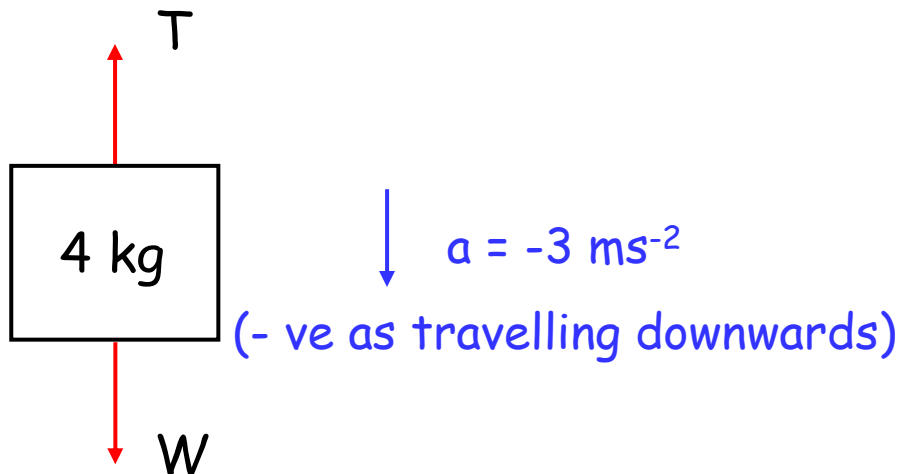 T
4 kg
a = -3 ms⁻²
(- ve as travelling downwards)
W